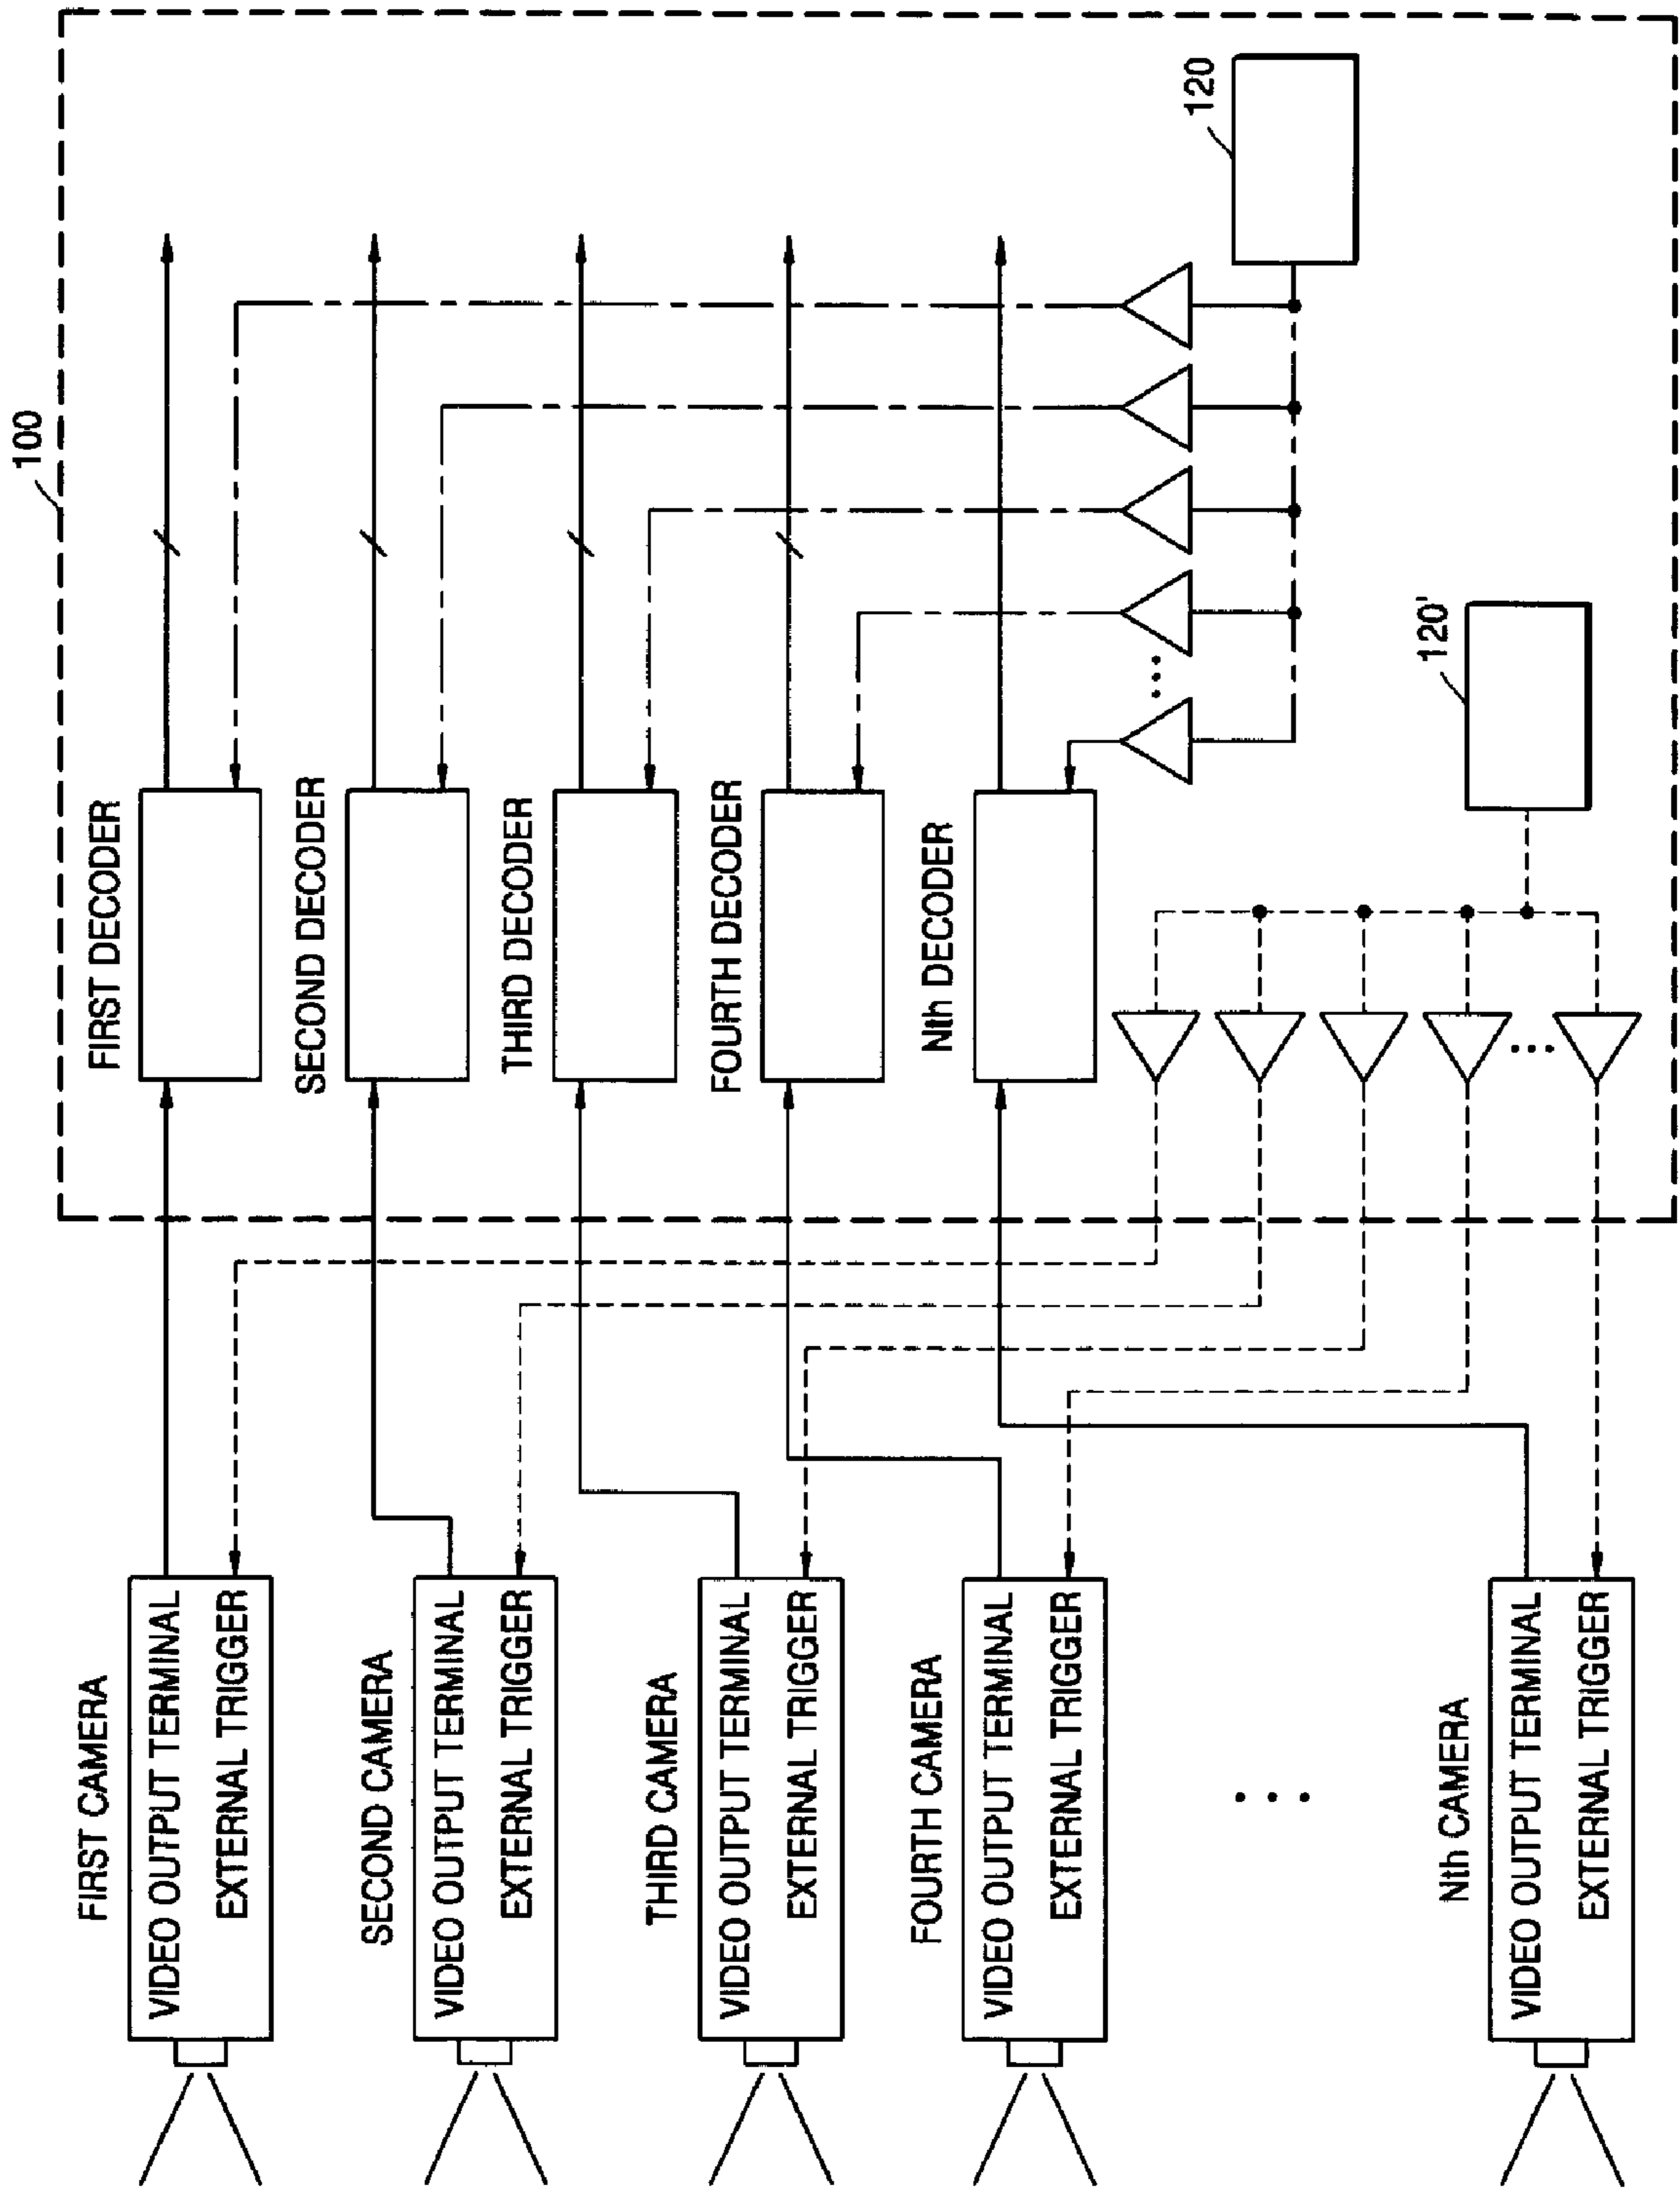 100
FIRST CAMERA
VIDEO OUTPUT TERMINAL
EXTERNAL TRIGGER
SECOND CAMERA
VIDEO OUTPUT TERMINAL
EXTERNAL TRIGGER
THIRD CAMERA
VIDEO OUTPUT TERMINAL
EXTERNAL TRIGGER
FOURTH CAMERA
VIDEO OUTPUT TERMINAL
EXTERNAL TRIGGER
. . .
Nth CAMERA
VIDEO OUTPUT TERMINAL
EXTERNAL TRIGGER
FIRST DECODER
SECOND DECODER
THIRD DECODER
FOURTH DECODER
Nth DECODER
...
...
120
120'